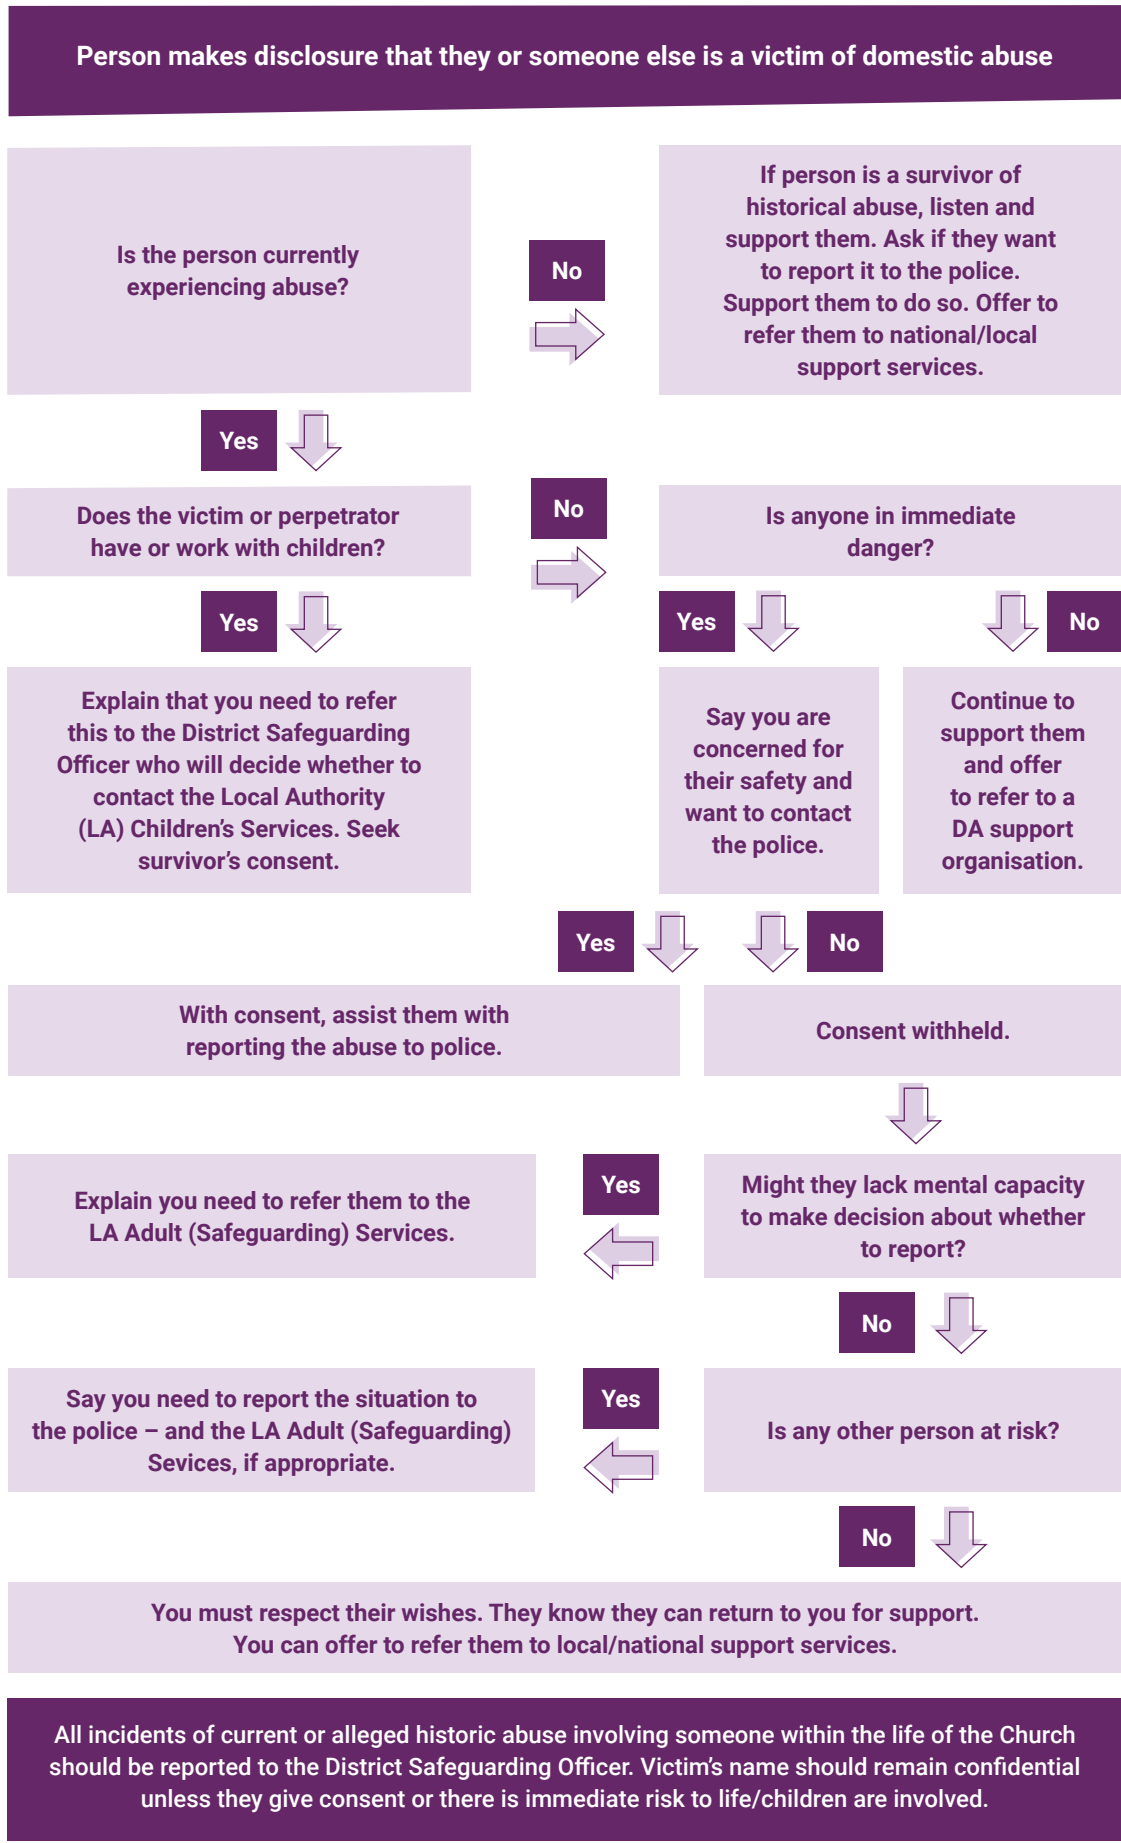 Person makes disclosure that they or someone else is a victim of domestic abuse
Is the person currently
experiencing abuse?
No
If person is a survivor of
historical abuse, listen and
support them. Ask if they want
to report it to the police.
Support them to do so. Offer to
refer them to national/local
support services.
Yes
Does the victim or perpetrator
have or work with children?
No
Is anyone in immediate
danger?
Yes
Yes
No
Explain that you need to refer
this to the District Safeguarding
Officer who will decide whether to
contact the Local Authority
(LA) Children’s Services. Seek
survivor’s consent.
Say you are
concerned for
their safety and
want to contact
the police.
Continue to
support them
and offer
to refer to a
DA support
organisation.
Yes
No
With consent, assist them with
reporting the abuse to police.
Consent withheld.
Might they lack mental capacity
to make decision about whether
to report?
Yes
Explain you need to refer them to the
LA Adult (Safeguarding) Services.
No
Is any other person at risk?
Yes
Say you need to report the situation to
the police – and the LA Adult (Safeguarding)
Sevices, if appropriate.
No
You must respect their wishes. They know they can return to you for support.
You can offer to refer them to local/national support services.
All incidents of current or alleged historic abuse involving someone within the life of the Church
should be reported to the District Safeguarding Officer. Victim’s name should remain confidential
unless they give consent or there is immediate risk to life/children are involved.